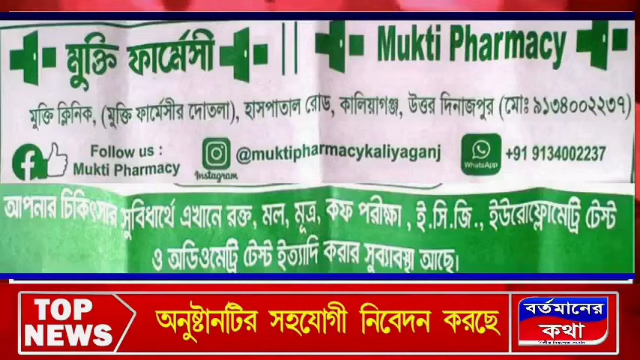 মুক্তি ফার্মেসী || Mukti Pharmacy
মুক্তি ক্লিনিক, (মুক্তি ফার্মেসীর দোতলা), হাসপাতাল রোড, কালিয়াগঞ্জ, উত্তর দিনাজপুর (মোঃ ৯১৩৪০০২২৩৭)
Follow us :
Mukti Pharmacy
Instagram
@muktipharmacykaliyaganj
WhatsApp
+91 9134002237
আপনার চিকিৎসার সুবিধার্থে এখানে রক্ত, মল, মূত্র, কফ পরীক্ষা , ই.সি.জি., ইউরোফ্লোমেট্রি টেস্ট
ও অডিওমেট্রি টেস্ট ইত্যাদি করার সুব্যাবস্থা আছে।
TOP
NEWS
অনুষ্টানটির সহযোগী নিবেদন করছে
বর্তমানের
কথা